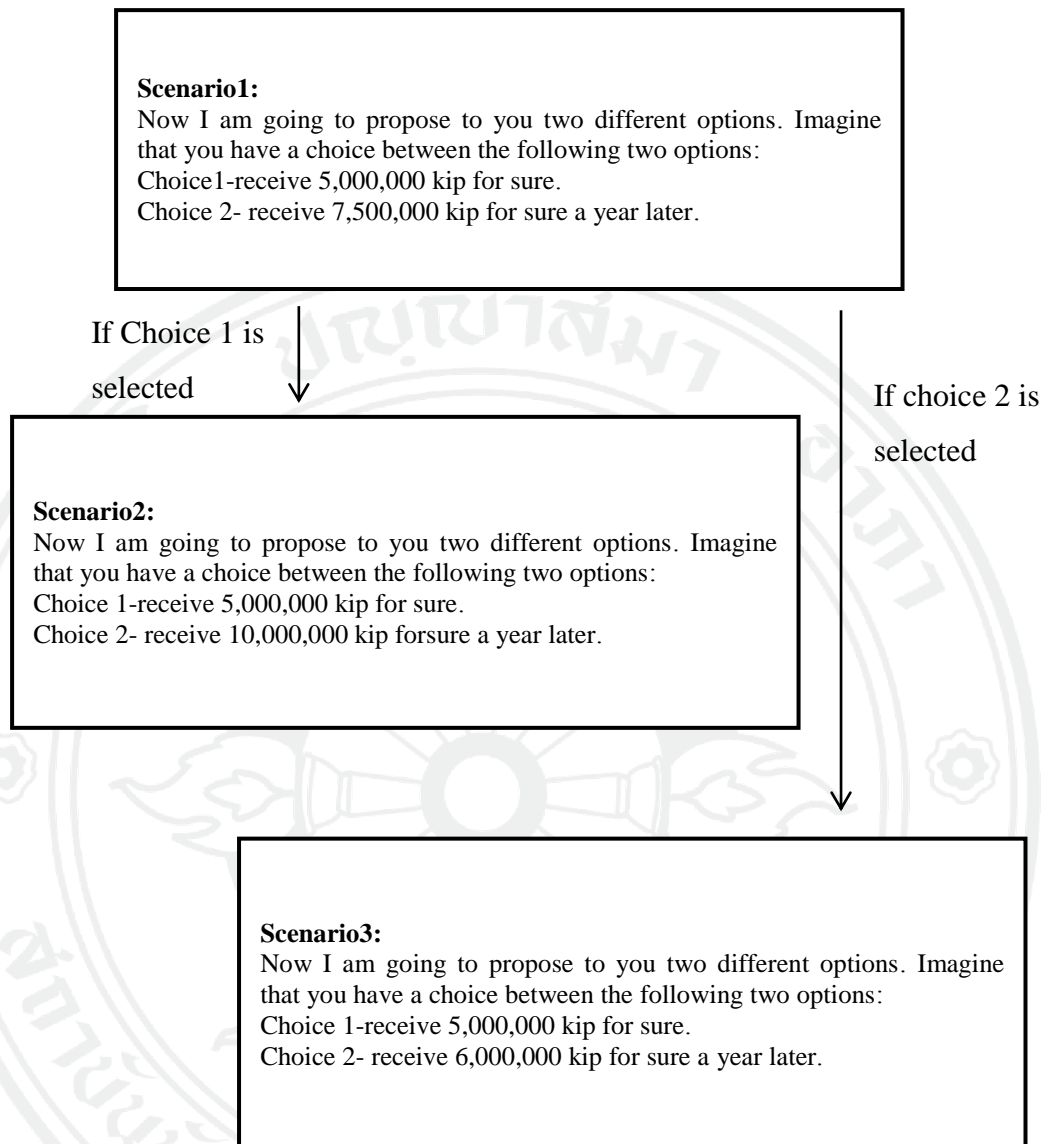 Scenario1:
Now I am going to propose to you two different options. Imagine
that you have a choice between the following two options:
Choice1-receive 5,000,000 kip for sure.
Choice 2- receive 7,500,000 kip for sure a year later.
If Choice 1 is
selected
If choice 2 is
selected
Scenario2:
Now I am going to propose to you two different options. Imagine
that you have a choice between the following two options:
Choice 1-receive 5,000,000 kip for sure.
Choice 2- receive 10,000,000 kip forsure a year later.
Scenario3:
Now I am going to propose to you two different options. Imagine
that you have a choice between the following two options:
Choice 1-receive 5,000,000 kip for sure.
Choice 2- receive 6,000,000 kip for sure a year later.